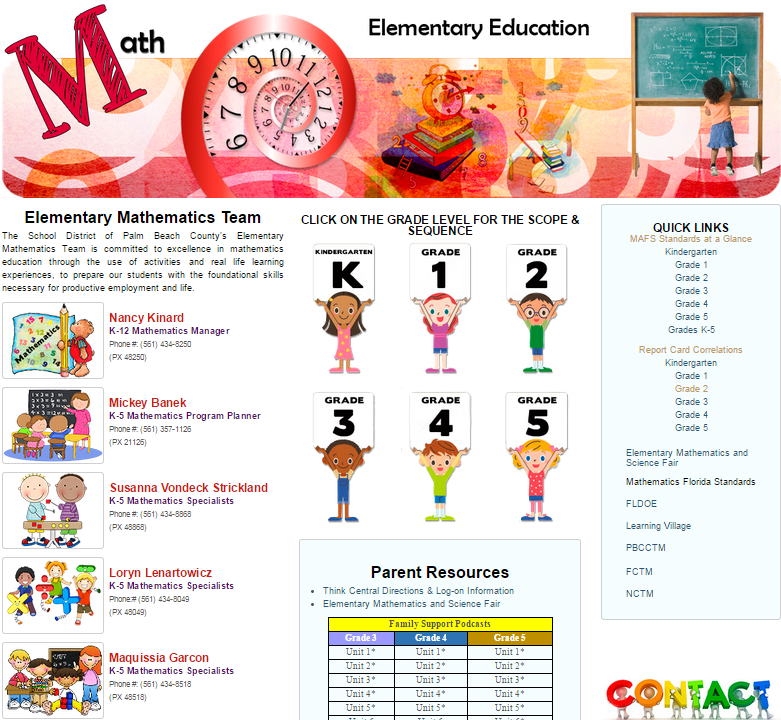 Math
Elementary Education
Elementary Mathematics Team
The School District of Palm Beach County's Elementary
Mathematics Team is committed to excellence in mathematics
education through the use of activities and real life learning
experiences, to prepare our students with the foundational skills
necessary for productive employment and life.
Mathematics
Nancy Kinard
K-12 Mathematics Manager
Phone #: (561) 434-8250
(PX 48250)
Mickey Banek
K-5 Mathematics Program Planner
Phone #: (561) 357-1126
(PX 21126)
Susanna Vondeck Strickland
K-5 Mathematics Specialists
Phone #: (561) 434-8868
(PX 48868)
Loryn Lenartowicz
K-5 Mathematics Specialists
Phone:# (561) 434-8049
(PX 48049)
Maquissia Garcon
K-5 Mathematics Specialists
Phone #: (561) 434-8518
(PX 48518)
CLICK ON THE GRADE LEVEL FOR THE SCOPE &
SEQUENCE
KINDERGARTEN GRADE GRADE
K 1 2
GRADE GRADE GRADE
3 4 5
Parent Resources
Think Central Directions & Log-on Information
Elementary Mathematics and Science Fair
Family Support Podcasts
Grade 3 Grade 4 Grade 5
Unit 1* Unit 1* Unit 1*
Unit 2* Unit 2* Unit 2*
Unit 3* Unit 3* Unit 3*
Unit 4* Unit 4* Unit 4*
Unit 5* Unit 5* Unit 5*
QUICK LINKS
MAFS Standards at a Glance
Kindergarten
Grade 1
Grade 2
Grade 3
Grade 4
Grade 5
Grades K-5
Report Card Correlations
Kindergarten
Grade 1
Grade 2
Grade 3
Grade 4
Grade 5
Elementary Mathematics and
Science Fair
Mathematics Florida Standards
FLDOE
Learning Village
PBCCTM
FCTM
NCTM
CONTACT